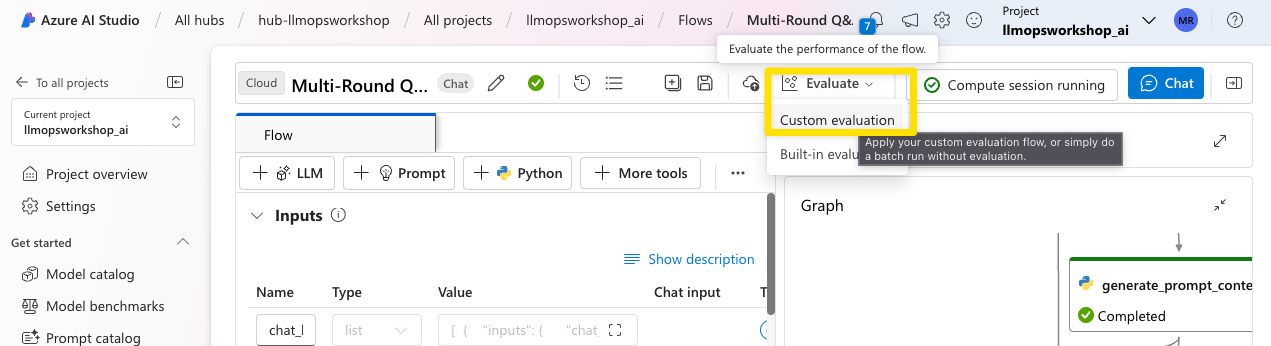 Azure AI Studio / All hubs / hub-llmopsworkshop / All projects / llmopsworkshop_ai / Flows / Multi-Round Q&.
7
Project
llmopsworkshop_ai
MR
Evaluate the performance of the flow.
To all projects
Current project
llmopsworkshop_ai
Project overview
Settings
Get started
Model catalog
Model benchmarks
Prompt catalog
Cloud Multi-Round Q... Chat
Evaluate
Compute session running
Chat
Custom evaluation
Built-in evalu
Apply your custom evaluation flow, or simply do
a batch run without evaluation.
Flow
+ LLM + Prompt + Python + More tools ...
Inputs
Show description
Name Type Value Chat input
chat_l list [ { "inputs": { "chat_
Graph
generate_prompt_conte
Completed